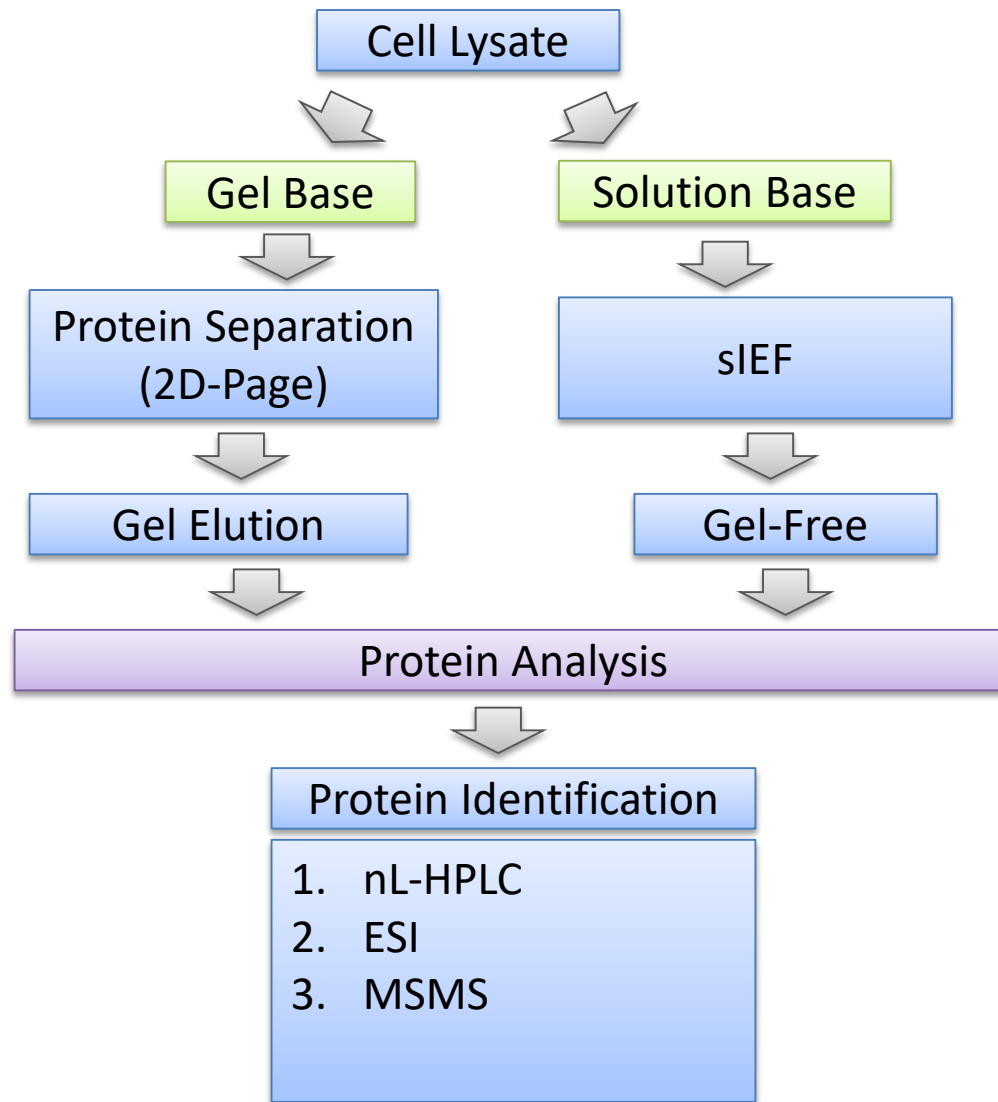 Cell Lysate
Gel Base
Solution Base
Protein Separation
(2D-Page)
sIEF
Gel Elution
Gel-Free
Protein Analysis
Protein Identification
1. nL-HPLC
2. ESI
3. MSMS